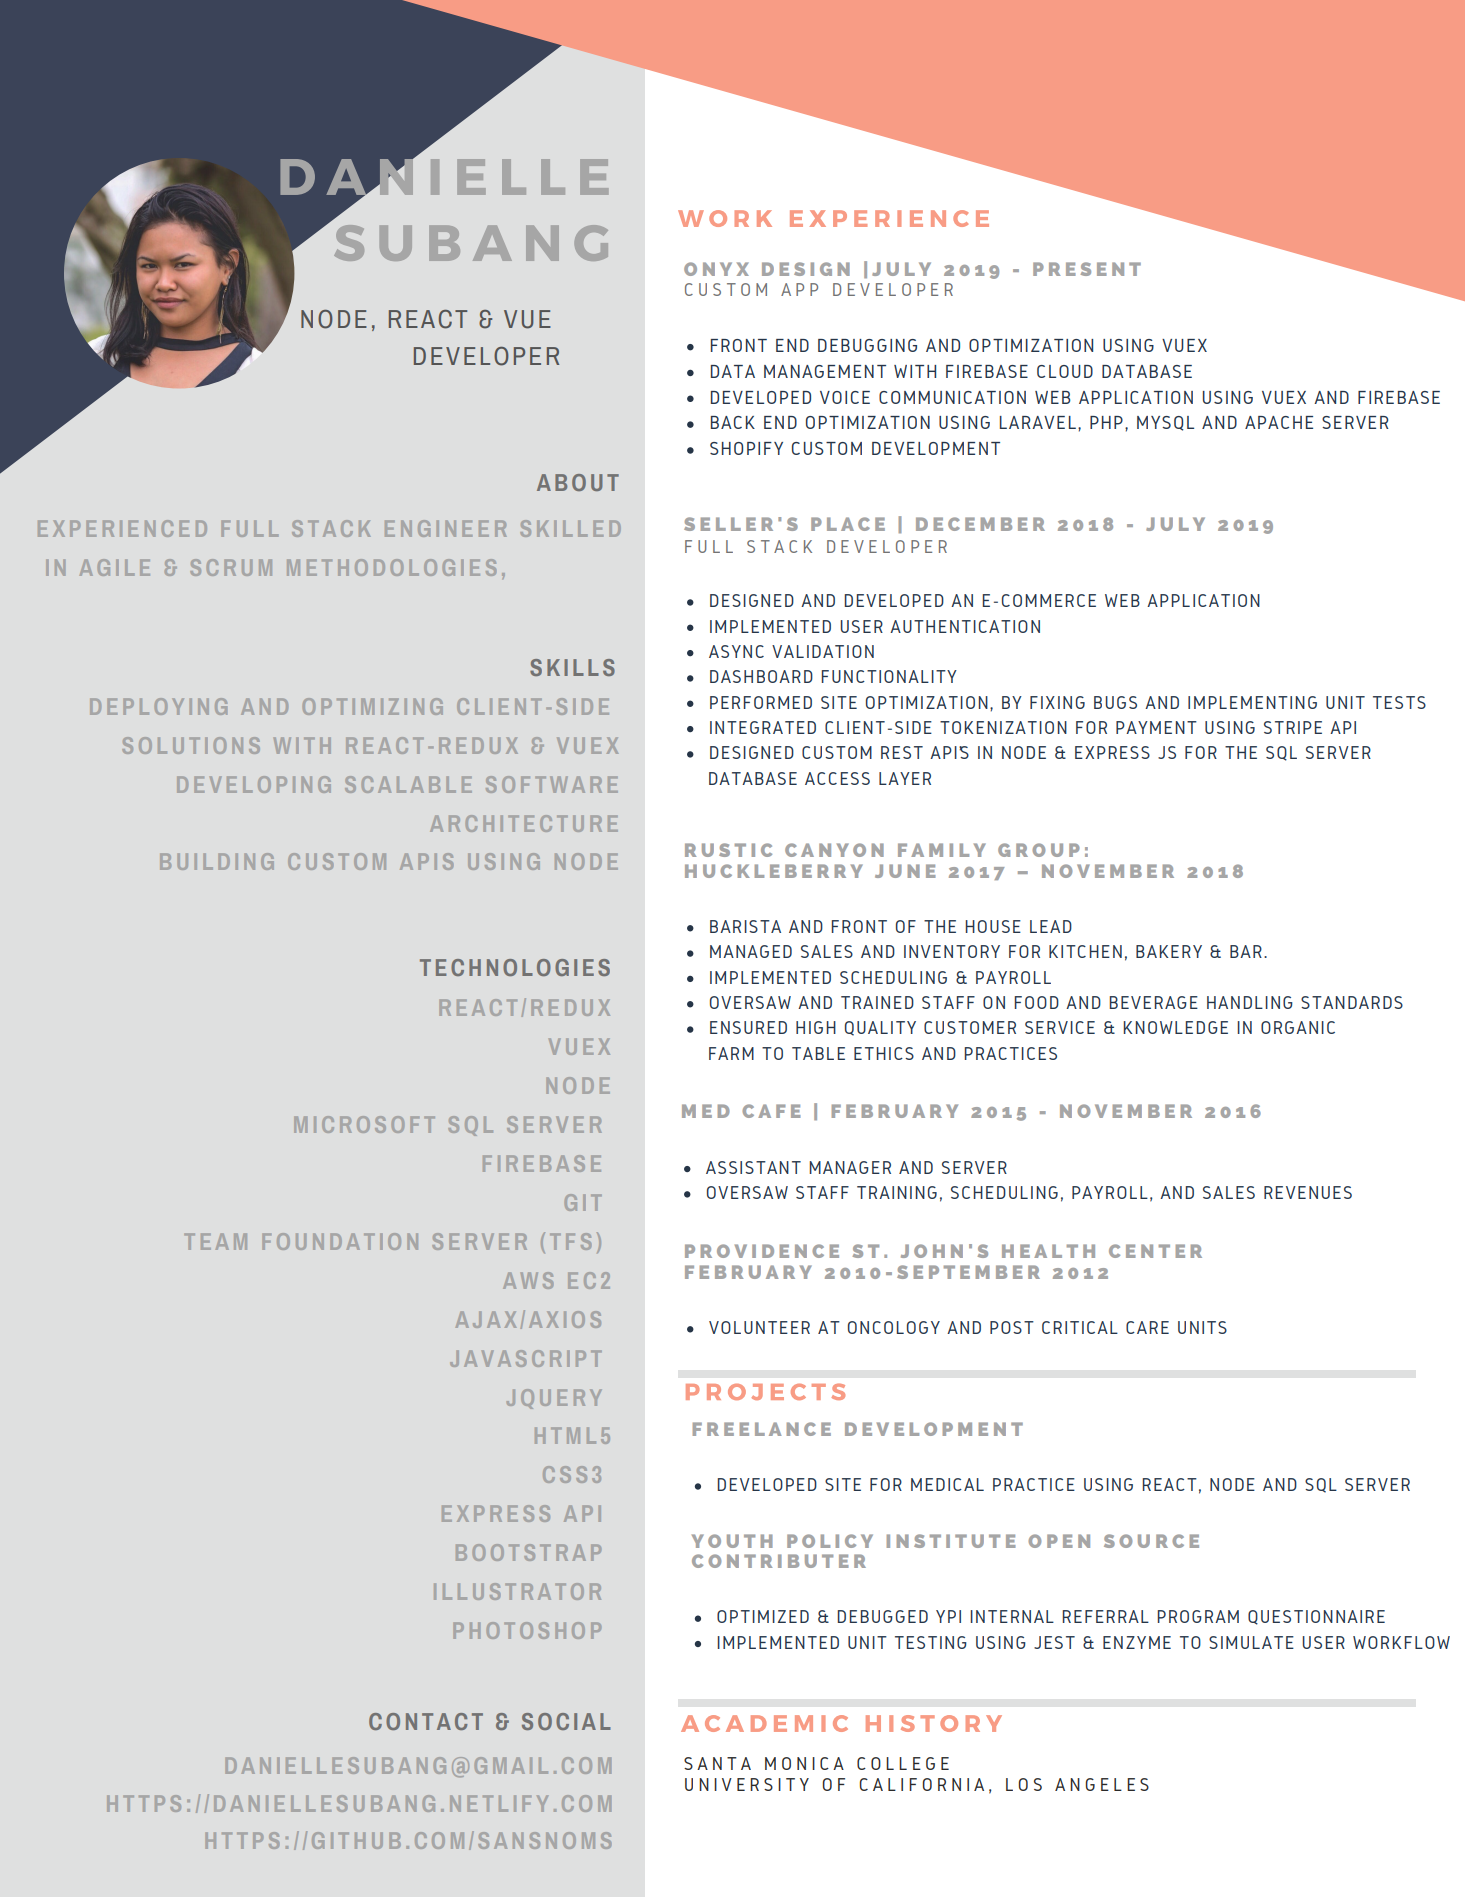 DANIELLE
SUBANG
NODE, REACT & VUE
DEVELOPER
ABOUT
EXPERIENCED FULL STACK ENGINEER SKILLED
IN AGILE & SCRUM METHODOLOGIES,
SKILLS
DEPLOYING AND OPTIMIZING CLIENT-SIDE
SOLUTIONS WITH REACT-REDUX & VUEX
DEVELOPING SCALABLE SOFTWARE
ARCHITECTURE
BUILDING CUSTOM APIS USING NODE
TECHNOLOGIES
REACT/REDUX
VUEX
NODE
MICROSOFT SQL SERVER
FIREBASE
GIT
TEAM FOUNDATION SERVER (TFS)
AWS EC2
AJAX/AXIOS
JAVASCRIPT
JQUERY
HTML5
CSS3
EXPRESS API
BOOTSTRAP
ILLUSTRATOR
PHOTOSHOP
CONTACT & SOCIAL
DANIELLESUBANG@GMAIL.COM
HTTPS://DANIELLESUBANG.NETLIFY.COM
HTTPS://GITHUB.COM/SANSNOMS
WORK EXPERIENCE
ONYX DESIGN |JULY 2019 - PRESENT
CUSTOM APP DEVELOPER
• FRONT END DEBUGGING AND OPTIMIZATION USING VUEX
• DATA MANAGEMENT WITH FIREBASE CLOUD DATABASE
• DEVELOPED VOICE COMMUNICATION WEB APPLICATION USING VUEX AND FIREBASE
• BACK END OPTIMIZATION USING LARAVEL, PHP, MYSQL AND APACHE SERVER
• SHOPIFY CUSTOM DEVELOPMENT
SELLER'S PLACE | DECEMBER 2018 - JULY 2019
FULL STACK DEVELOPER
• DESIGNED AND DEVELOPED AN E-COMMERCE WEB APPLICATION
• IMPLEMENTED USER AUTHENTICATION
• ASYNC VALIDATION
• DASHBOARD FUNCTIONALITY
• PERFORMED SITE OPTIMIZATION, BY FIXING BUGS AND IMPLEMENTING UNIT TESTS
• INTEGRATED CLIENT-SIDE TOKENIZATION FOR PAYMENT USING STRIPE API
• DESIGNED CUSTOM REST API'S IN NODE & EXPRESS JS FOR THE SQL SERVER
DATABASE ACCESS LAYER
RUSTIC CANYON FAMILY GROUP:
HUCKLEBERRY JUNE 2017 – NOVEMBER 2018
• BARISTA AND FRONT OF THE HOUSE LEAD
• MANAGED SALES AND INVENTORY FOR KITCHEN, BAKERY & BAR.
• IMPLEMENTED SCHEDULING & PAYROLL
• OVERSAW AND TRAINED STAFF ON FOOD AND BEVERAGE HANDLING STANDARDS
• ENSURED HIGH QUALITY CUSTOMER SERVICE & KNOWLEDGE IN ORGANIC
FARM TO TABLE ETHICS AND PRACTICES
MED CAFE | FEBRUARY 2015 - NOVEMBER 2016
• ASSISTANT MANAGER AND SERVER
• OVERSAW STAFF TRAINING, SCHEDULING, PAYROLL, AND SALES REVENUES
PROVIDENCE ST. JOHN'S HEALTH CENTER
FEBRUARY 2010-SEPTEMBER 2012
• VOLUNTEER AT ONCOLOGY AND POST CRITICAL CARE UNITS
PROJECTS
FREELANCE DEVELOPMENT
• DEVELOPED SITE FOR MEDICAL PRACTICE USING REACT, NODE AND SQL SERVER
YOUTH POLICY INSTITUTE OPEN SOURCE
CONTRIBUTER
• OPTIMIZED & DEBUGGED YPI INTERNAL REFERRAL PROGRAM QUESTIONNAIRE
• IMPLEMENTED UNIT TESTING USING JEST & ENZYME TO SIMULATE USER WORKFLOW
ACADEMIC HISTORY
SANTA MONICA COLLEGE
UNIVERSITY OF CALIFORNIA, LOS ANGELES